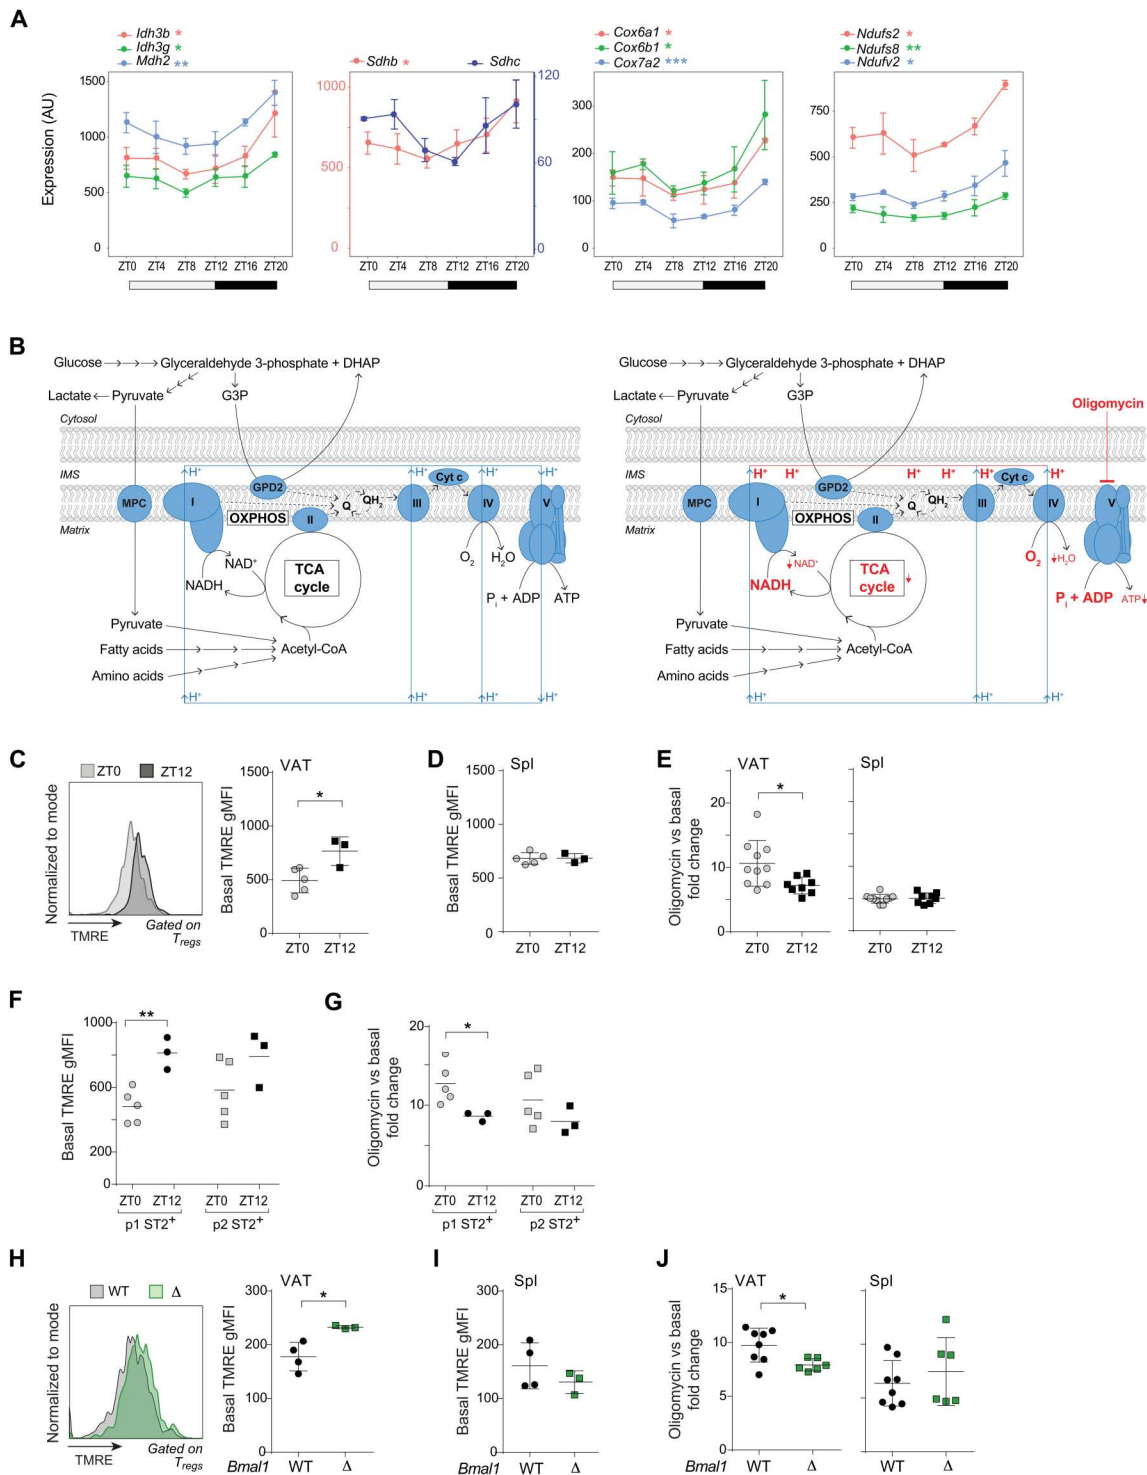 A
Idh3b *
Idh3g *
Mdh2 **
Sdhb *
Sdhc
Cox6a1 *
Cox6b1 *
Cox7a2 ***
Ndufs2 *
Ndufs8 **
Ndufv2 *
Expression (AU)
1500
1000
500
0
1000
500
0
120
60
0
300
200
100
0
750
500
250
0
ZT0 ZT4 ZT8 ZT12 ZT16 ZT20
ZT0 ZT4 ZT8 ZT12 ZT16 ZT20
ZT0 ZT4 ZT8 ZT12 ZT16 ZT20
ZT0 ZT4 ZT8 ZT12 ZT16 ZT20
B
Glucose Glyceraldehyde 3-phosphate + DHAP
Lactate Pyruvate G3P
Cytosol
IMS
H+ H+ H+ H+
Cyt c
GPD2
MPC I Q QH2 III IV V
OXPHOS II
Matrix
NAD+
NADH
TCA
cycle
O2 H2O
Pi + ADP ATP
Pyruvate
Fatty acids Acetyl-CoA
Amino acids
H+ H+ H+ H+
Glucose Glyceraldehyde 3-phosphate + DHAP
Lactate Pyruvate G3P
Oligomycin
Cytosol
IMS
H+ H+ H+ H+ H+ H+
Cyt c
GPD2
MPC I Q QH2 III IV V
OXPHOS II
Matrix
NAD+
NADH
TCA
cycle
O2 H2O
Pi + ADP ATP
Pyruvate
Fatty acids Acetyl-CoA
Amino acids
H+ H+ H+
C
ZT0 ZT12
Normalized to mode
TMRE
Gated on
Tregs
VAT
Basal TMRE gMFI
1500
1000
500
0
*
ZT0 ZT12
D
Spl
Basal TMRE gMFI
1500
1000
500
0
ZT0 ZT12
E
VAT Spl
Oligomycin vs basal
fold change
20
10
0
*
ZT0 ZT12 ZT0 ZT12
F
Basal TMRE gMFI
1000
600
200
0
**
ZT0 ZT12 ZT0 ZT12
p1 ST2+ p2 ST2+
G
Oligomycin vs basal
fold change
20
10
0
*
ZT0 ZT12 ZT0 ZT12
p1 ST2+ p2 ST2+
H
WT Δ
Normalized to mode
TMRE
Gated on
Tregs
VAT
Basal TMRE gMFI
300
200
100
0
*
Bmal1 WT Δ
I
Spl
Basal TMRE gMFI
300
200
100
0
Bmal1 WT Δ
J
VAT Spl
Oligomycin vs basal
fold change
15
10
5
0
*
Bmal1 WT Δ WT Δ